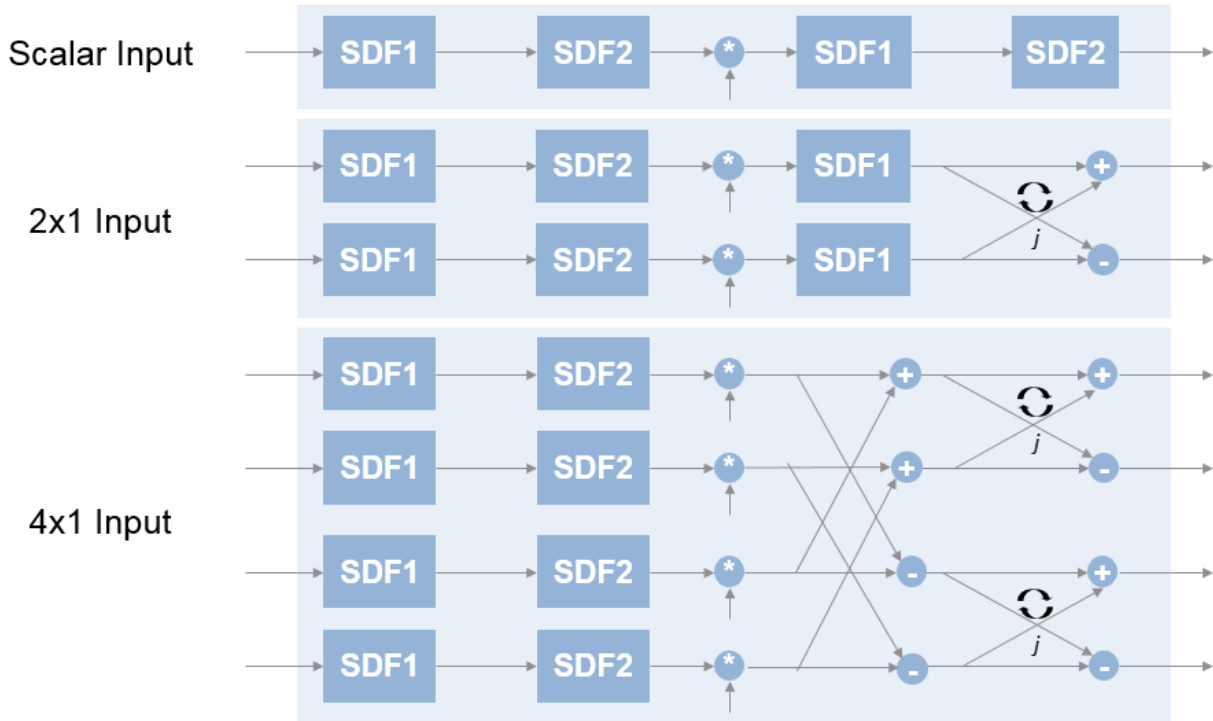 Scalar Input
SDF1 SDF2 * SDF1 SDF2
2x1 Input
SDF1 SDF2 * SDF1 +
j
SDF1 SDF2 * SDF1 -
4x1 Input
SDF1 SDF2 * + +
j
SDF1 SDF2 * + -
SDF1 SDF2 * - +
j
SDF1 SDF2 * - -